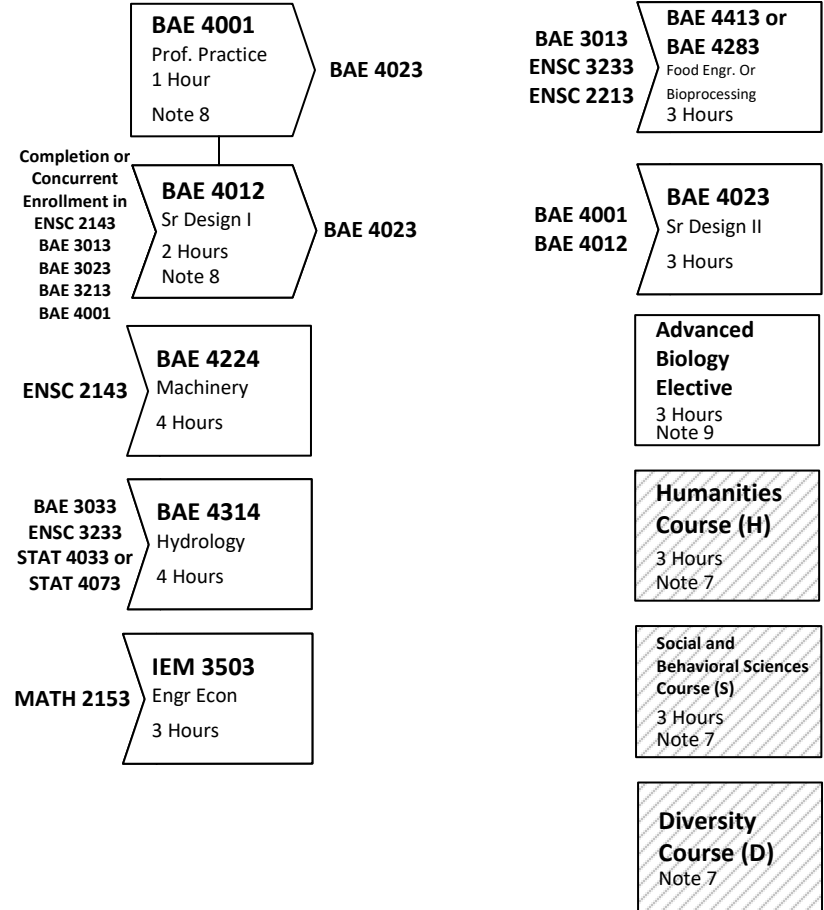 BAE 4001
Prof. Practice
1 Hour
Note 8
BAE 4023
Completion or
Concurrent
Enrollment in
ENSC 2143
BAE 3013
BAE 3023
BAE 3213
BAE 4001
BAE 4012
Sr Design I
2 Hours
Note 8
BAE 4023
ENSC 2143
BAE 4224
Machinery
4 Hours
BAE 3033
ENSC 3233
STAT 4033 or
STAT 4073
BAE 4314
Hydrology
4 Hours
MATH 2153
IEM 3503
Engr Econ
3 Hours
BAE 3013
ENSC 3233
ENSC 2213
BAE 4413 or
BAE 4283
Food Engr. Or
Bioprocessing
3 Hours
BAE 4001
BAE 4012
BAE 4023
Sr Design II
3 Hours
Advanced
Biology
Elective
3 Hours
Note 9
Humanities
Course (H)
3 Hours
Note 7
Social and
Behavioral Sciences
Course (S)
3 Hours
Note 7
Diversity
Course (D)
Note 7